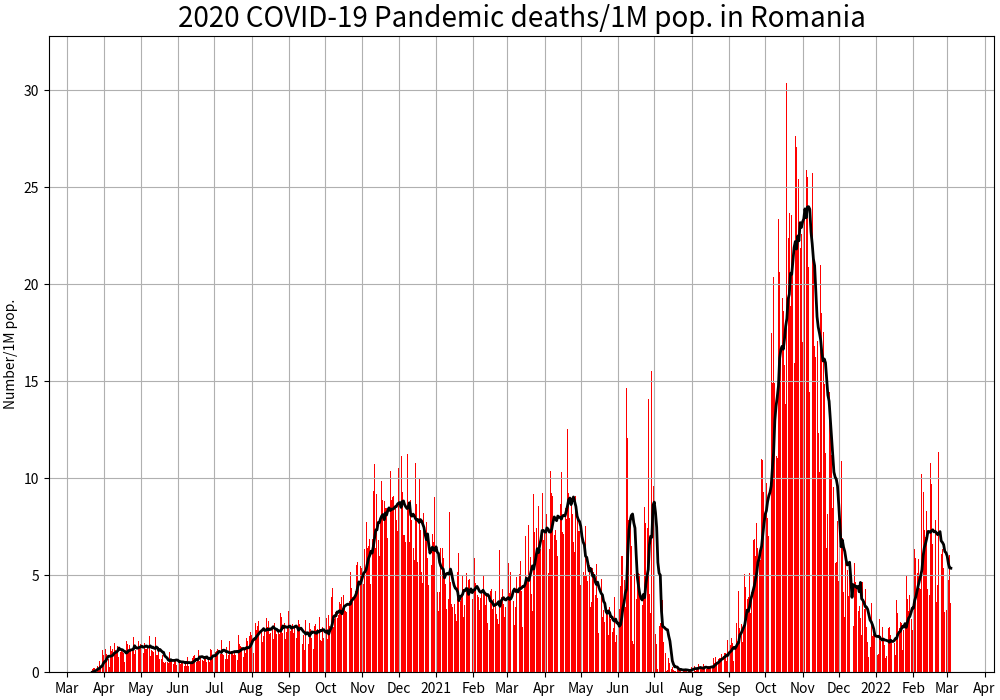 2020 COVID-19 Pandemic deaths/1M pop. in Romania
Number/1M pop.
30
25
20
15
10
5
0
Mar Apr May Jun Jul Aug Sep Oct Nov Dec 2021 Feb Mar Apr May Jun Jul Aug Sep Oct Nov Dec 2022 Feb Mar Apr